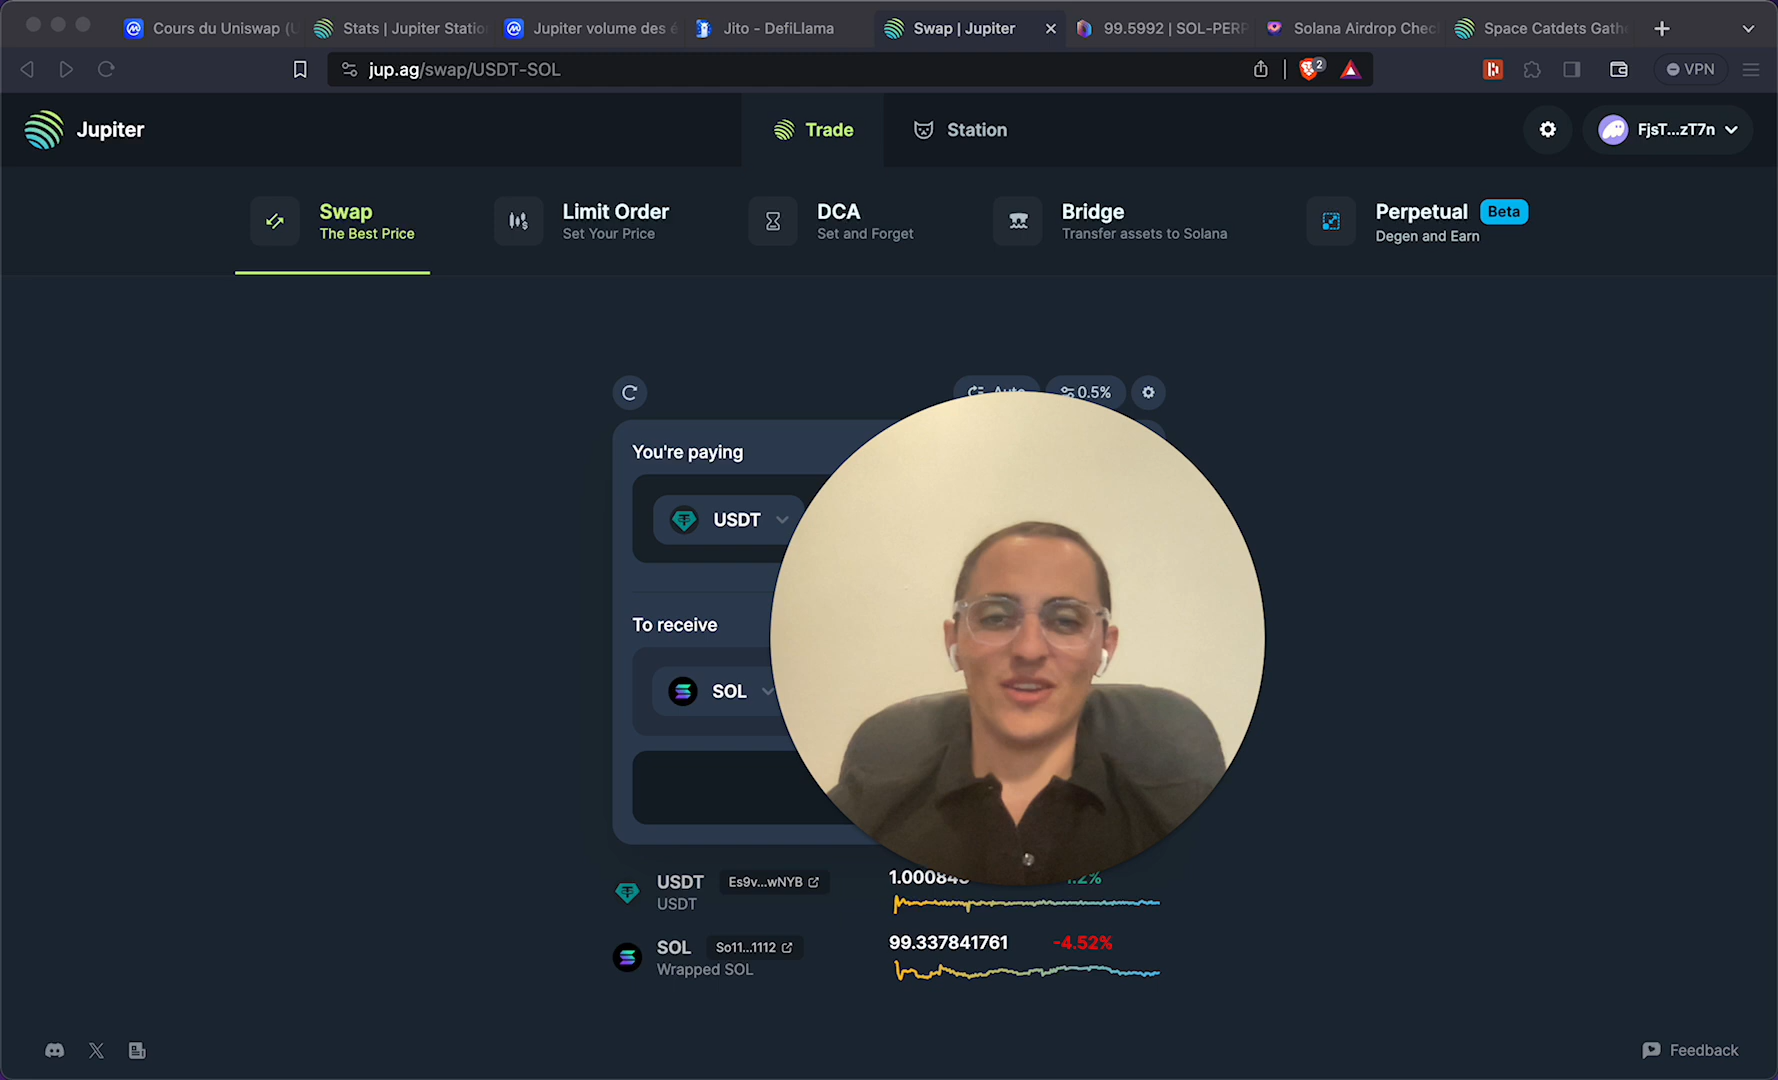 Cours du Uniswap (U
Stats | Jupiter Station
Jupiter volume des é
Jito - DefiLlama
Swap | Jupiter
99.5992 | SOL-PERP
Solana Airdrop Chec
Space Catdets Gathe
jup.ag/swap/USDT-SOL
2
VPN
Jupiter
Trade
Station
FjsT...zT7n
Swap
The Best Price
Limit Order
Set Your Price
DCA
Set and Forget
Bridge
Transfer assets to Solana
Perpetual Beta
Degen and Earn
Auto
0.5%
You're paying
USDT
To receive
SOL
USDT Es9v...wNYB
USDT
SOL So11...1112
Wrapped SOL
99.337841761 -4.52%
Feedback